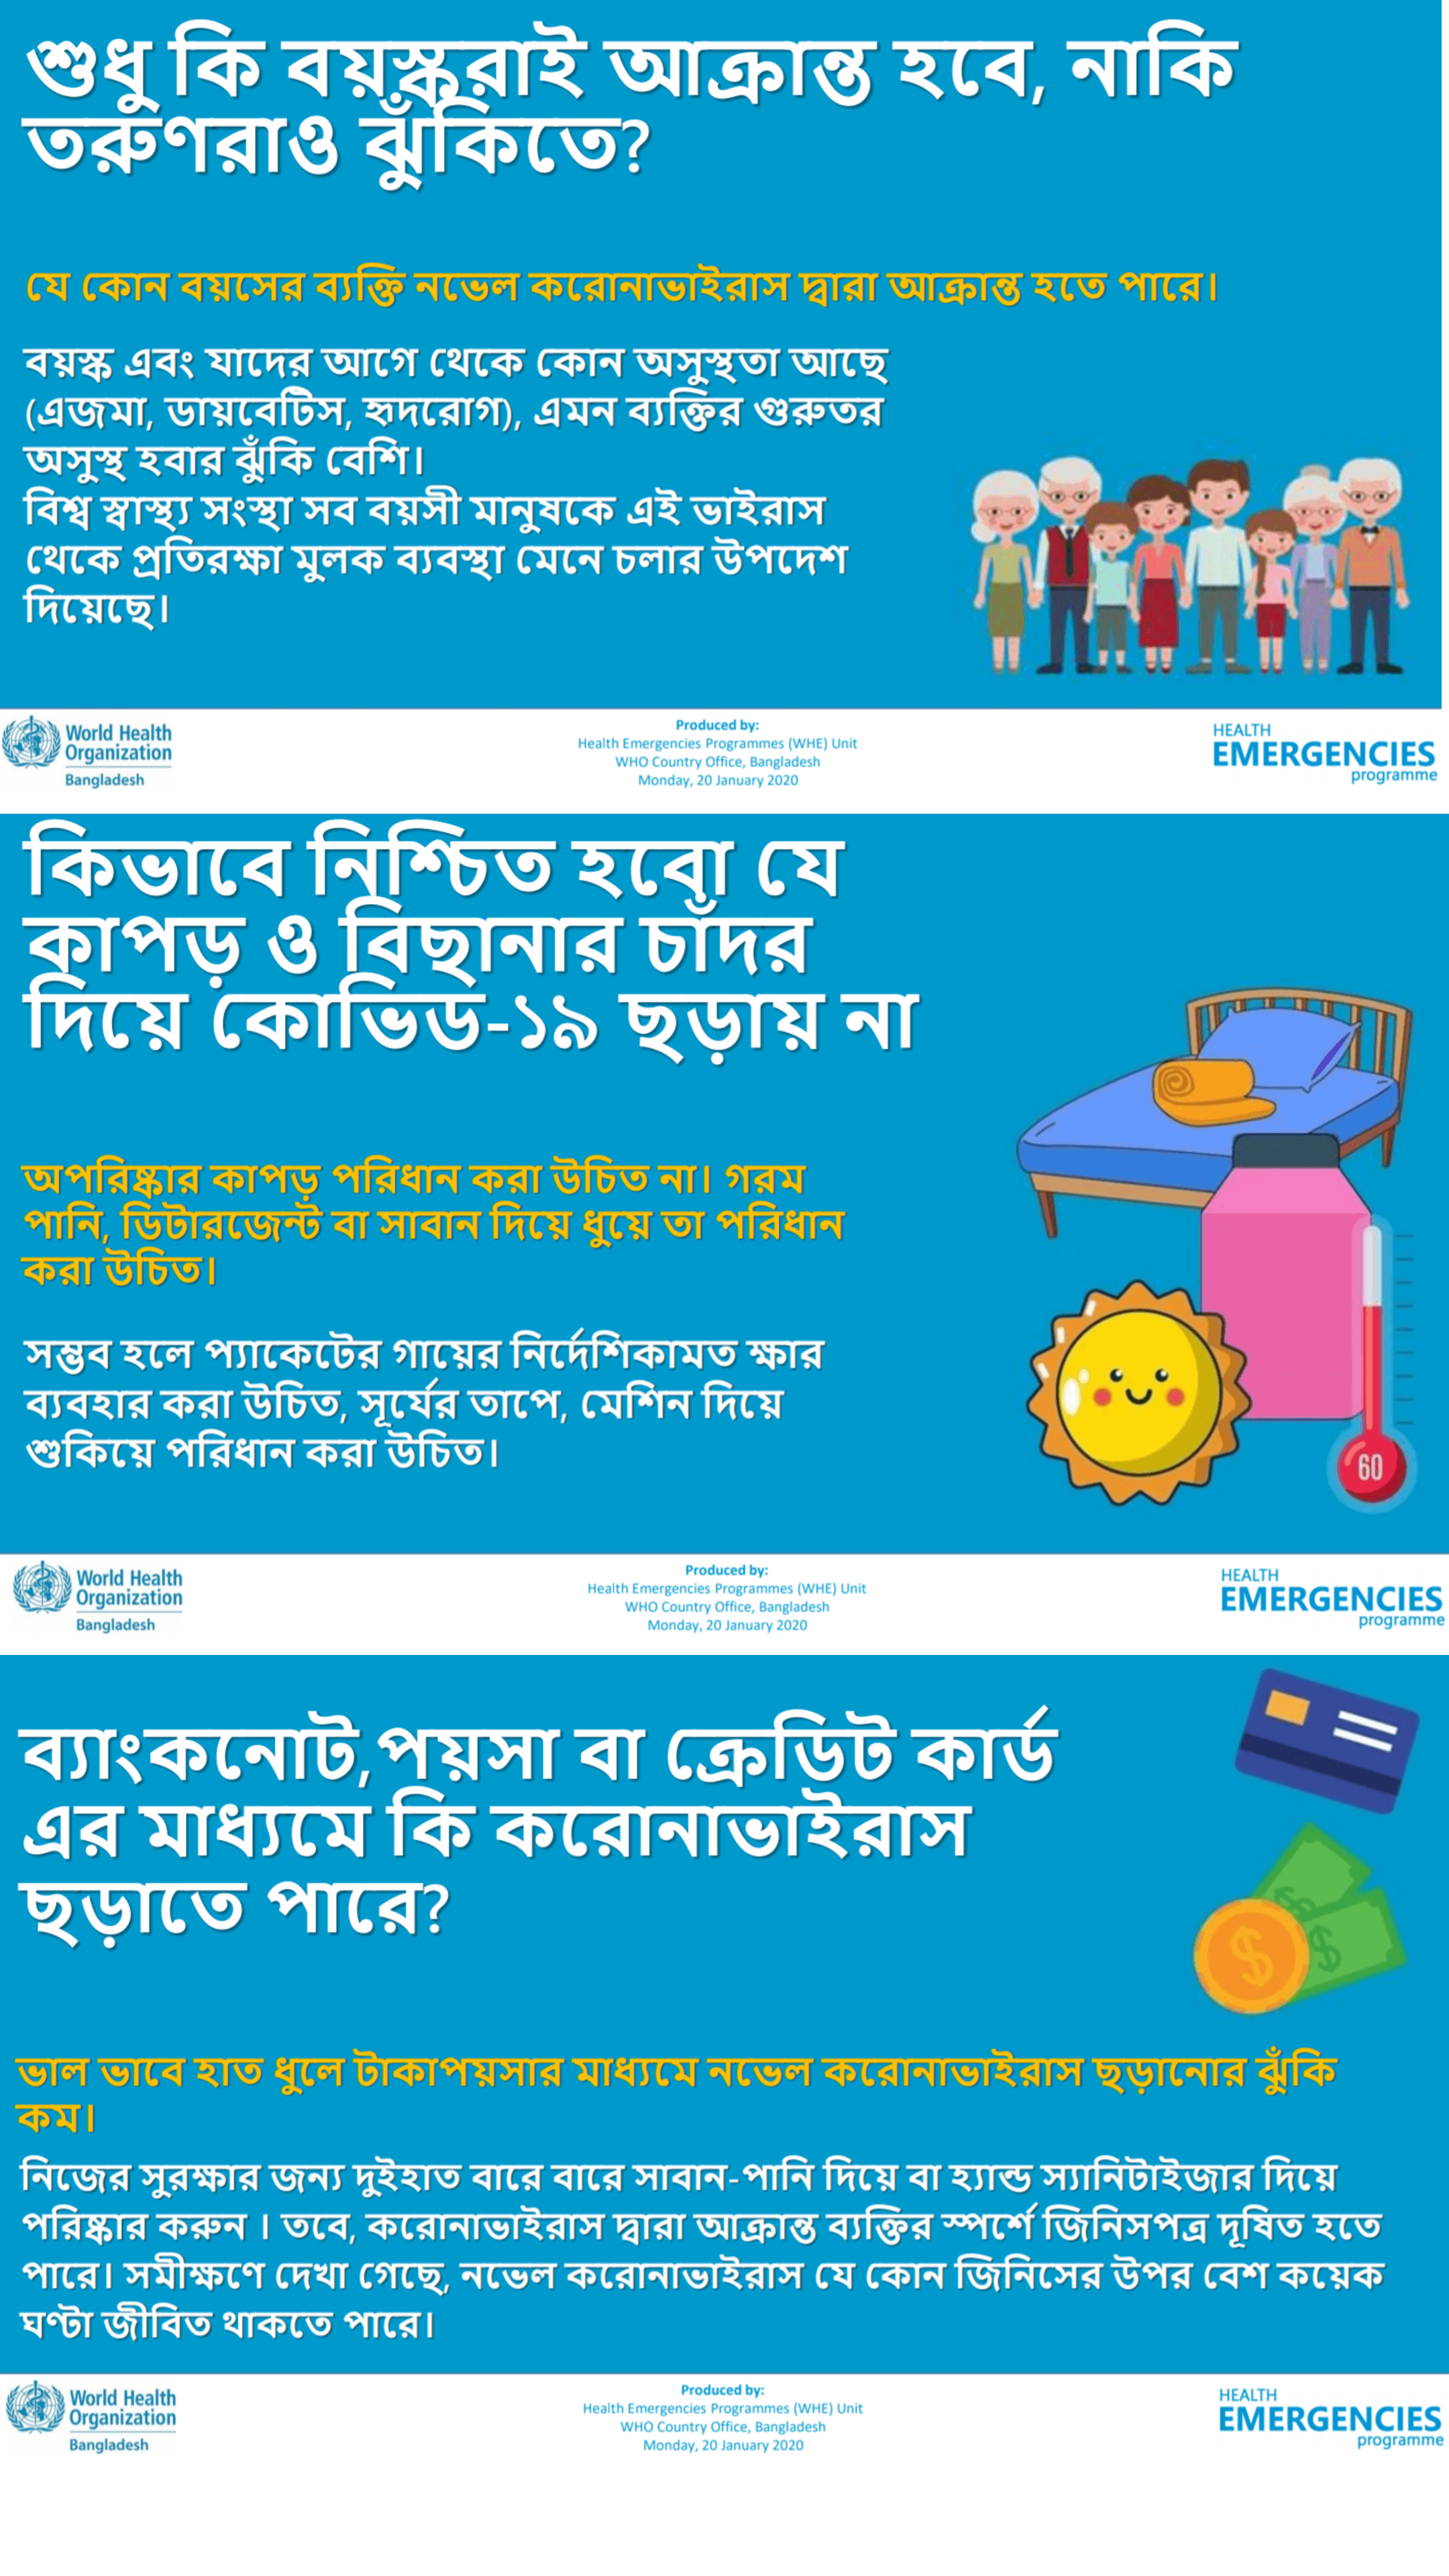 শুধু কি বয়স্করাই আক্রান্ত হবে, নাকি
তরুণরাও ঝুঁকিতে?
যে কোন বয়সের ব্যক্তি নভেল করোনাভাইরাস দ্বারা আক্রান্ত হতে পারে।
বয়স্ক এবং যাদের আগে থেকে কোন অসুস্থতা আছে
(এজমা, ডায়বেটিস, হৃদরোগ), এমন ব্যক্তির গুরুতর
অসুস্থ হবার ঝুঁকি বেশি।
বিশ্ব স্বাস্থ্য সংস্থা সব বয়সী মানুষকে এই ভাইরাস
থেকে প্রতিরক্ষা মুলক ব্যবস্থা মেনে চলার উপদেশ
দিয়েছে।
World Health
Organization
Bangladesh
Produced by:
Health Emergencies Programmes (WHE) Unit
WHO Country Office, Bangladesh
Monday, 20 January 2020
HEALTH
EMERGENCIES
programme
কিভাবে নিশ্চিত হবো যে
কাপড় ও বিছানার চাঁদর
দিয়ে কোভিড-১৯ ছড়ায় না
অপরিষ্কার কাপড় পরিধান করা উচিত না। গরম
পানি, ডিটারজেন্ট বা সাবান দিয়ে ধুয়ে তা পরিধান
করা উচিত।
সম্ভব হলে প্যাকেটের গায়ের নির্দেশিকামত ক্ষার
ব্যবহার করা উচিত, সূর্যের তাপে, মেশিন দিয়ে
শুকিয়ে পরিধান করা উচিত।
60
World Health
Organization
Bangladesh
Produced by:
Health Emergencies Programmes (WHE) Unit
WHO Country Office, Bangladesh
Monday, 20 January 2020
HEALTH
EMERGENCIES
programme
ব্যাংকনোট,পয়সা বা ক্রেডিট কার্ড
এর মাধ্যমে কি করোনাভাইরাস
ছড়াতে পারে?
$ $
$
ভাল ভাবে হাত ধুলে টাকাপয়সার মাধ্যমে নভেল করোনাভাইরাস ছড়ানোর ঝুঁকি
কম।
নিজের সুরক্ষার জন্য দুইহাত বারে বারে সাবান-পানি দিয়ে বা হ্যান্ড স্যানিটাইজার দিয়ে
পরিষ্কার করুন । তবে, করোনাভাইরাস দ্বারা আক্রান্ত ব্যক্তির স্পর্শে জিনিসপত্র দূষিত হতে
পারে। সমীক্ষণে দেখা গেছে, নভেল করোনাভাইরাস যে কোন জিনিসের উপর বেশ কয়েক
ঘণ্টা জীবিত থাকতে পারে।
World Health
Organization
Bangladesh
Produced by:
Health Emergencies Programmes (WHE) Unit
WHO Country Office, Bangladesh
Monday, 20 January 2020
HEALTH
EMERGENCIES
programme